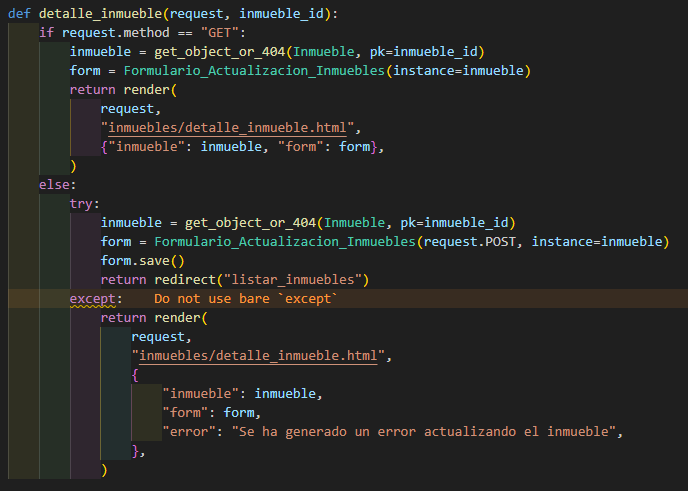 def detalle_inmueble(request, inmueble_id):
    if request.method == "GET":
        inmueble = get_object_or_404(Inmueble, pk=inmueble_id)
        form = Formulario_Actualizacion_Inmuebles(instance=inmueble)
        return render(
            request,
            "inmuebles/detalle_inmueble.html",
            {"inmueble": inmueble, "form": form},
        )
    else:
        try:
            inmueble = get_object_or_404(Inmueble, pk=inmueble_id)
            form = Formulario_Actualizacion_Inmuebles(request.POST, instance=inmueble)
            form.save()
            return redirect("listar_inmuebles")
        except:    Do not use bare `except`
            return render(
                request,
                "inmuebles/detalle_inmueble.html",
                {
                    "inmueble": inmueble,
                    "form": form,
                    "error": "Se ha generado un error actualizando el inmueble",
                },
            )